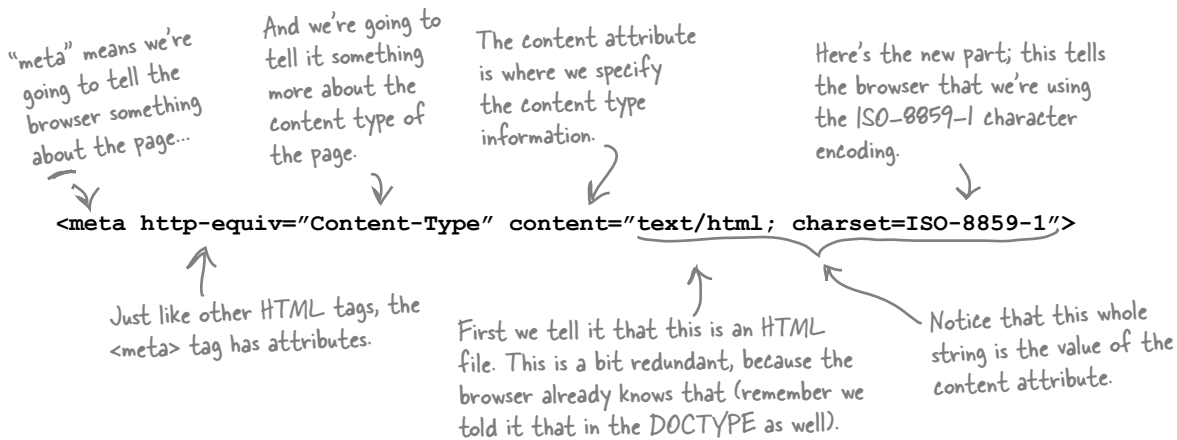 “meta” means we're
going to tell the
browser something
about the page...
And we're going to
tell it something
more about the
content type of
the page.
The content attribute
is where we specify
the content type
information.
Here's the new part; this tells
the browser that we're using
the ISO-8859-1 character
encoding.
<meta http-equiv=”Content-Type” content=”text/html; charset=ISO-8859-1”>
Just like other HTML tags, the
<meta> tag has attributes.
First we tell it that this is an HTML
file. This is a bit redundant, because the
browser already knows that (remember we
told it that in the DOCTYPE as well).
Notice that this whole
string is the value of the
content attribute.